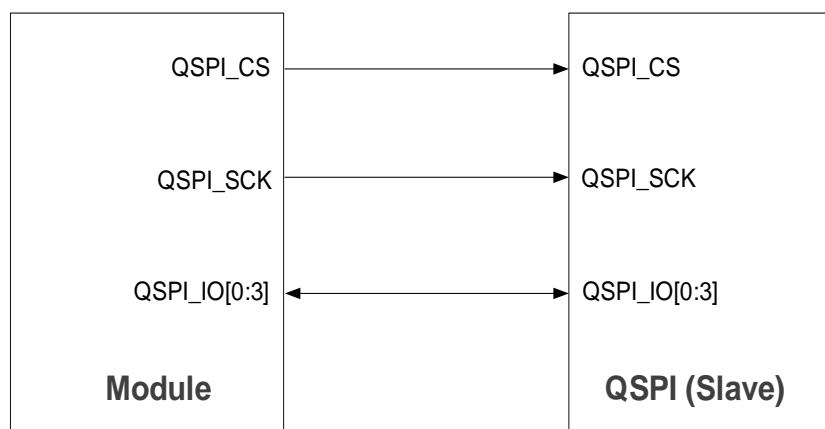 QSPI_CS QSPI_CS
QSPI_SCK QSPI_SCK
QSPI_IO[0:3] QSPI_IO[0:3]
Module QSPI (Slave)